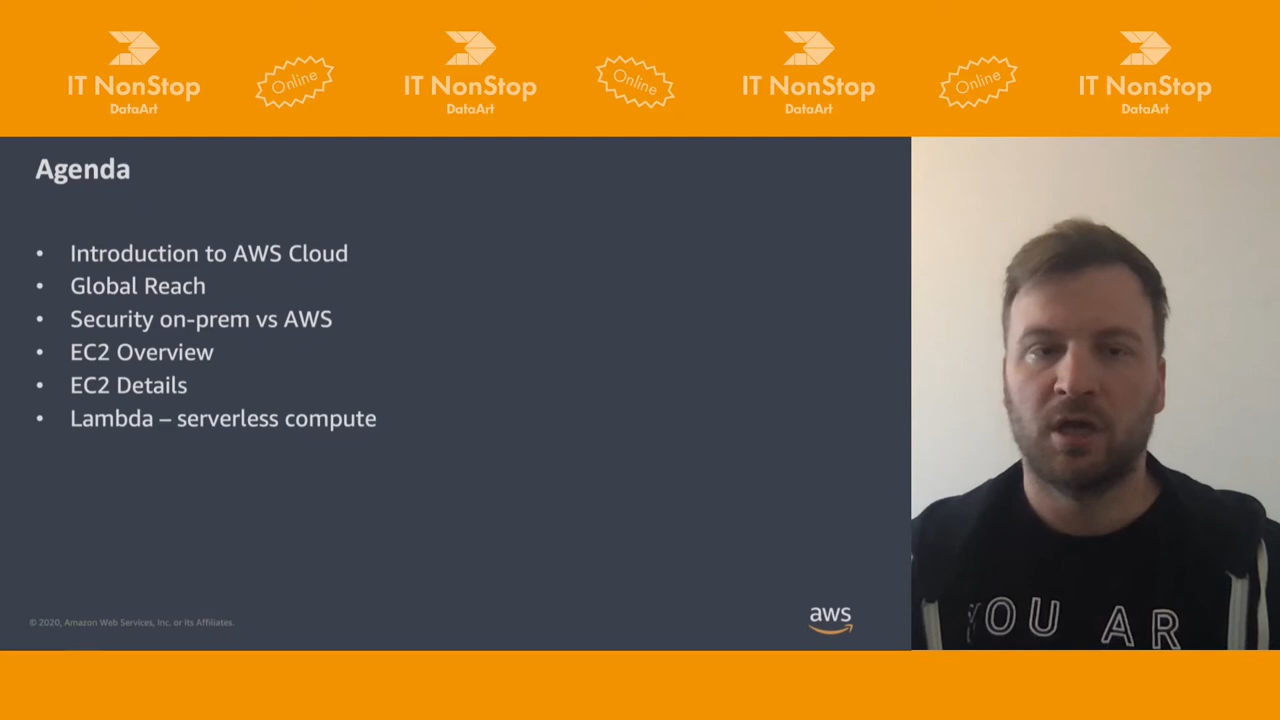 IT NonStop
DataArt
Online
IT NonStop
DataArt
Online
IT NonStop
DataArt
Online
IT NonStop
DataArt
Agenda
• Introduction to AWS Cloud
• Global Reach
• Security on-prem vs AWS
• EC2 Overview
• EC2 Details
• Lambda – serverless compute
© 2020, Amazon Web Services, Inc. or its Affiliates.
aws
YOU AR